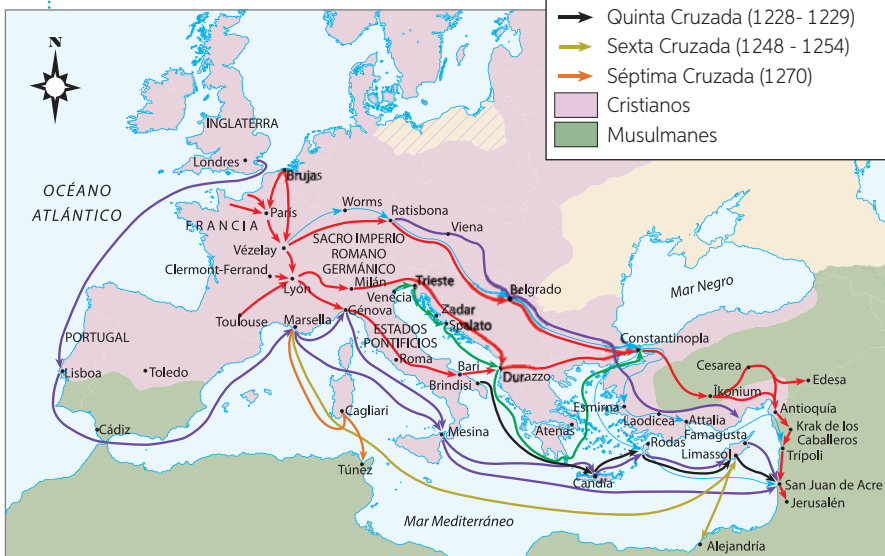 Quinta Cruzada (1228- 1229)
Sexta Cruzada (1248 - 1254)
Séptima Cruzada (1270)
Cristianos
Musulmanes
N
INGLATERRA
Londres
OCÉANO
ATLÁNTICO
Brujas
París
FRANCIA
Worms
Ratisbona
Viena
Vézelay
SACRO IMPERIO
ROMANO
GERMÁNICO
Clermont-Ferrand
Lyón
Milán
Trieste
Venecia
Belgrado
Mar Negro
Toulouse
Marsella
Génova
Zadar
Spalato
ESTADOS
PONTIFICIOS
Constantinopla
PORTUGAL
Lisboa
Toledo
Roma
Bari
Brindisi
Durazzo
Cesarea
Edesa
Îkonium
Antioquía
Cádiz
Cagliari
Mesina
Atenas
Esmirna
Laodicea
Attalia
Krak de los
Caballeros
Rodas
Famagusta
Limassol
Trípoli
Túnez
Candía
San Juan de Acre
Jerusalén
Mar Mediterráneo
Alejandría